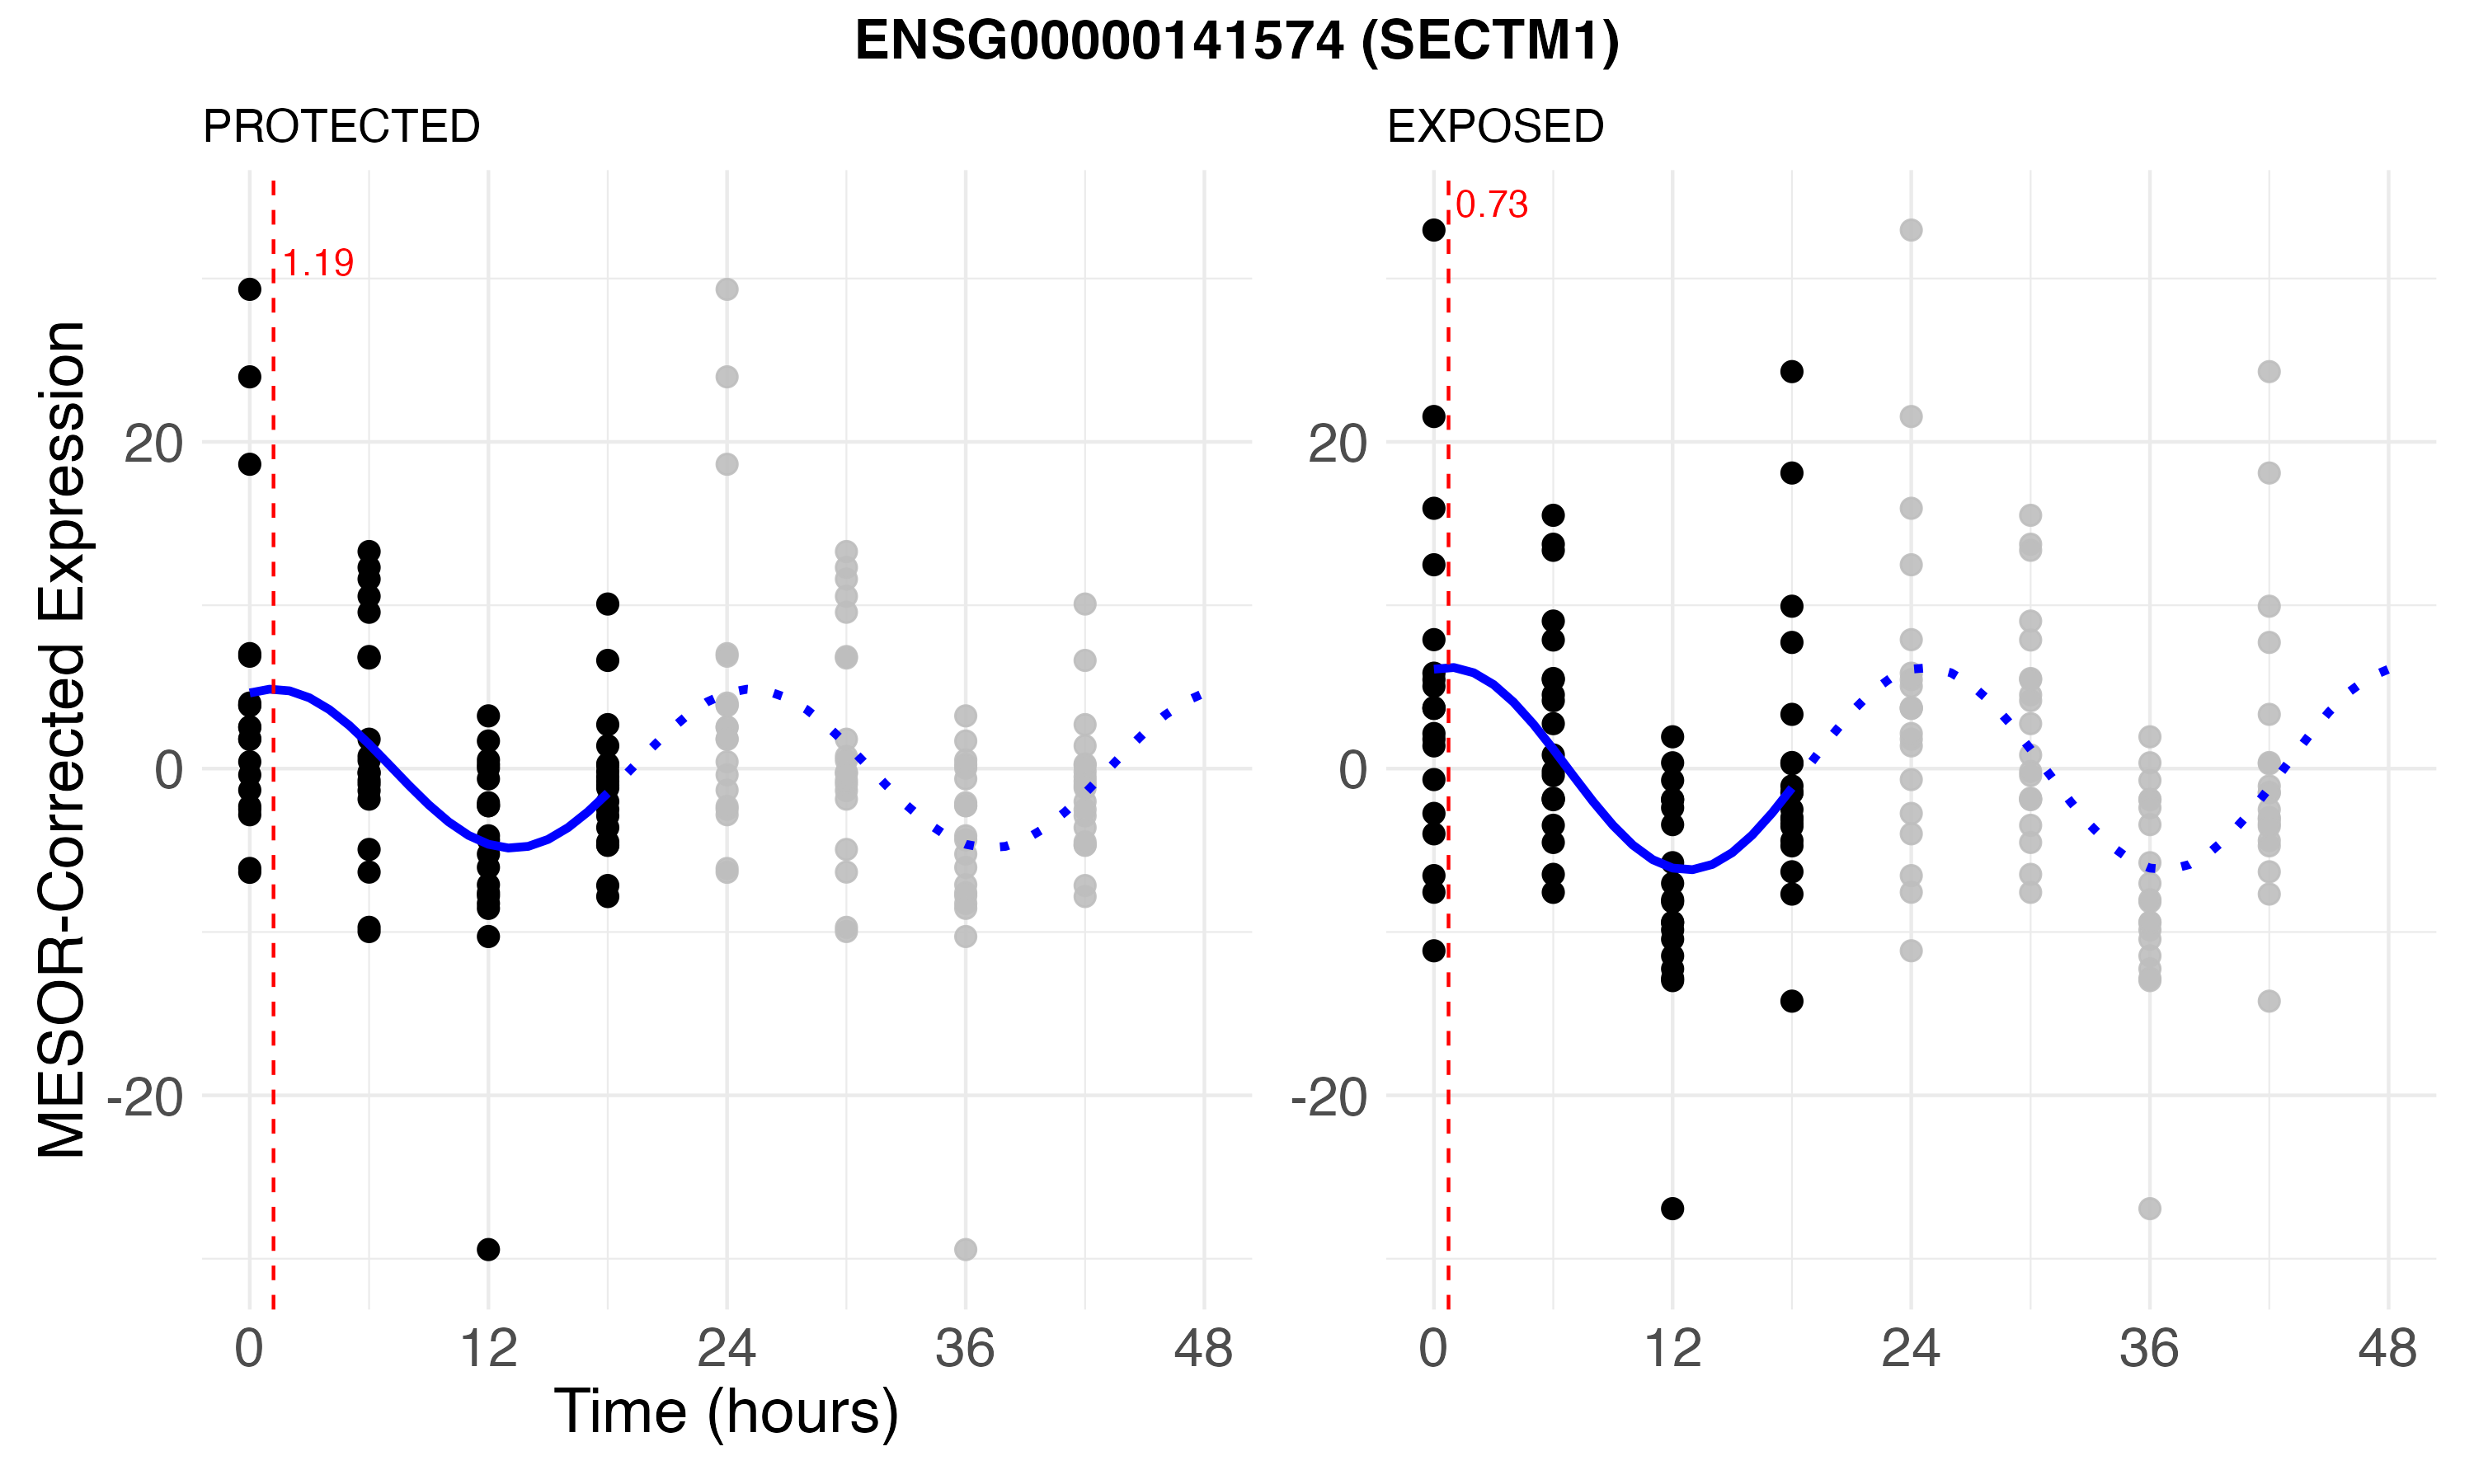 ENSG00000141574 (SECTM1)
PROTECTED
EXPOSED
MESOR-Corrected Expression
1.19
0.73
20
0
-20
20
0
-20
0 12 24 36 48
0 12 24 36 48
Time (hours)